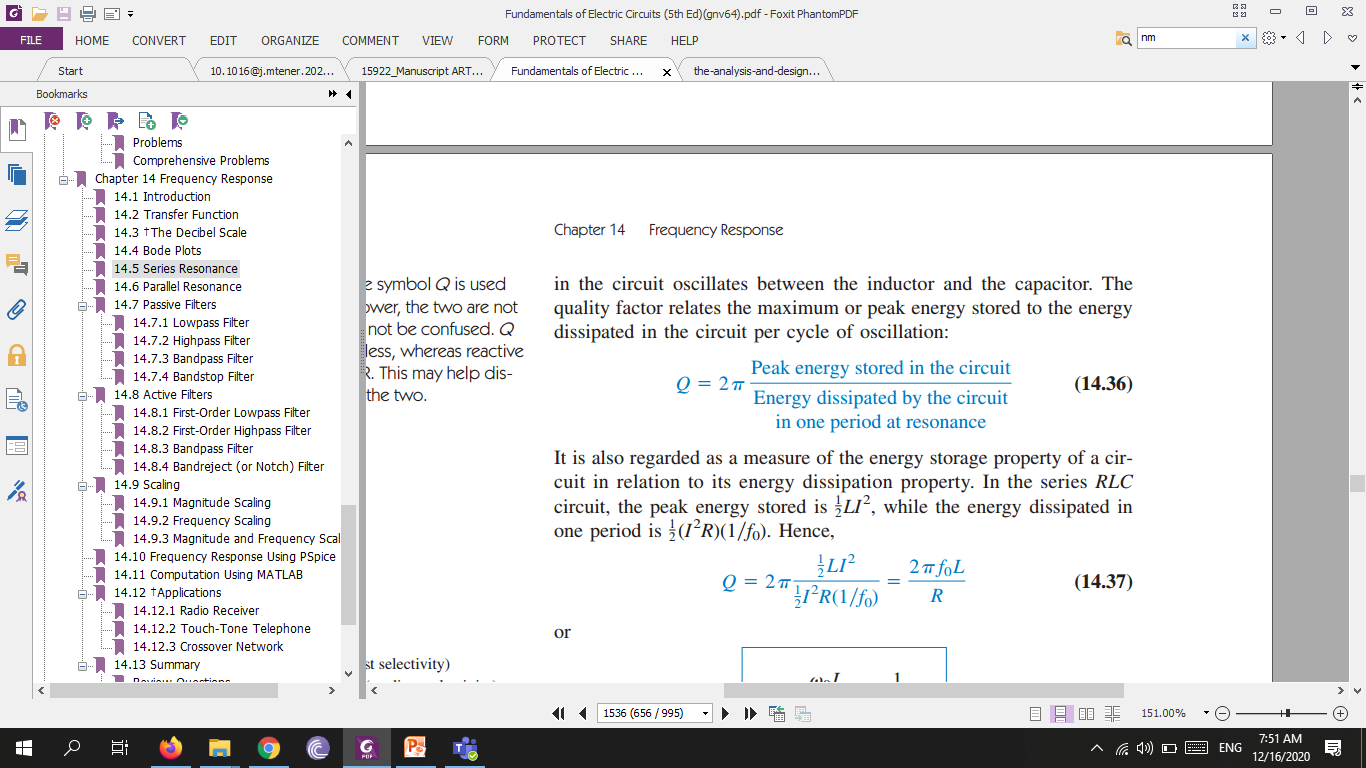 Fundamentals of Electric Circuits (5th Ed)(gnv64).pdf - Foxit PhantomPDF
FILE HOME CONVERT EDIT ORGANIZE COMMENT VIEW FORM PROTECT SHARE HELP
nm
Start
10.1016@j.mtener.202...
15922_Manuscript ART...
Fundamentals of Electric ...
the-analysis-and-design...
Bookmarks
Problems
Comprehensive Problems
Chapter 14 Frequency Response
14.1 Introduction
14.2 Transfer Function
14.3 †The Decibel Scale
14.4 Bode Plots
14.5 Series Resonance
14.6 Parallel Resonance
14.7 Passive Filters
14.7.1 Lowpass Filter
14.7.2 Highpass Filter
14.7.3 Bandpass Filter
14.7.4 Bandstop Filter
14.8 Active Filters
14.8.1 First-Order Lowpass Filter
14.8.2 First-Order Highpass Filter
14.8.3 Bandpass Filter
14.8.4 Bandreject (or Notch) Filter
14.9 Scaling
14.9.1 Magnitude Scaling
14.9.2 Frequency Scaling
14.9.3 Magnitude and Frequency Scal
14.10 Frequency Response Using PSpice
14.11 Computation Using MATLAB
14.12 †Applications
14.12.1 Radio Receiver
14.12.2 Touch-Tone Telephone
14.12.3 Crossover Network
14.13 Summary
Review Questions
e symbol Q is used
ower, the two are not
not be confused. Q
less, whereas reactive
R. This may help dis-
the two.
st selectivity)
Chapter 14 Frequency Response
in the circuit oscillates between the inductor and the capacitor. The
quality factor relates the maximum or peak energy stored to the energy
dissipated in the circuit per cycle of oscillation:
Q = 2π Peak energy stored in the circuit / Energy dissipated by the circuit in one period at resonance (14.36)
It is also regarded as a measure of the energy storage property of a cir-
cuit in relation to its energy dissipation property. In the series RLC
circuit, the peak energy stored is ½LI², while the energy dissipated in
one period is ½(I²R)(1/f₀). Hence,
Q = 2π ½LI² / ½I²R(1/f₀) = 2πf₀L / R (14.37)
or
ω₀L 1
1536 (656 / 995)
151.00%
ENG
7:51 AM
12/16/2020